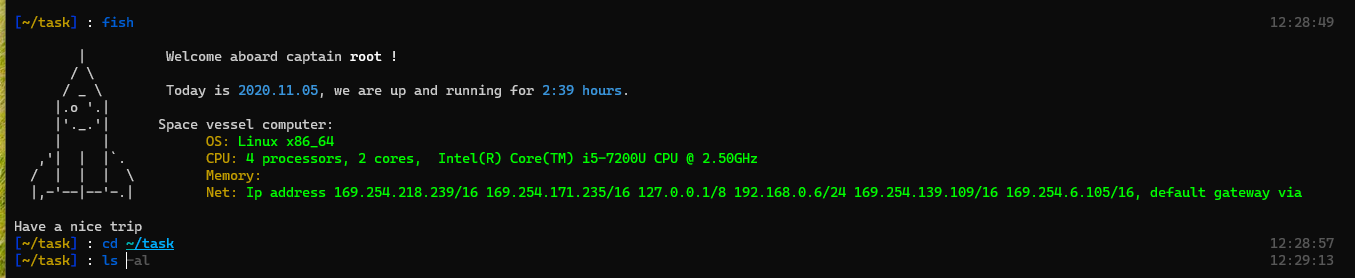 [~/task] : fish 12:28:49
Welcome aboard captain root !
Today is 2020.11.05, we are up and running for 2:39 hours.
Space vessel computer:
OS: Linux x86_64
CPU: 4 processors, 2 cores, Intel(R) Core(TM) i5-7200U CPU @ 2.50GHz
Memory:
Net: Ip address 169.254.218.239/16 169.254.171.235/16 127.0.0.1/8 192.168.0.6/24 169.254.139.109/16 169.254.6.105/16, default gateway via
Have a nice trip
[~/task] : cd ~/task 12:28:57
[~/task] : ls -al 12:29:13